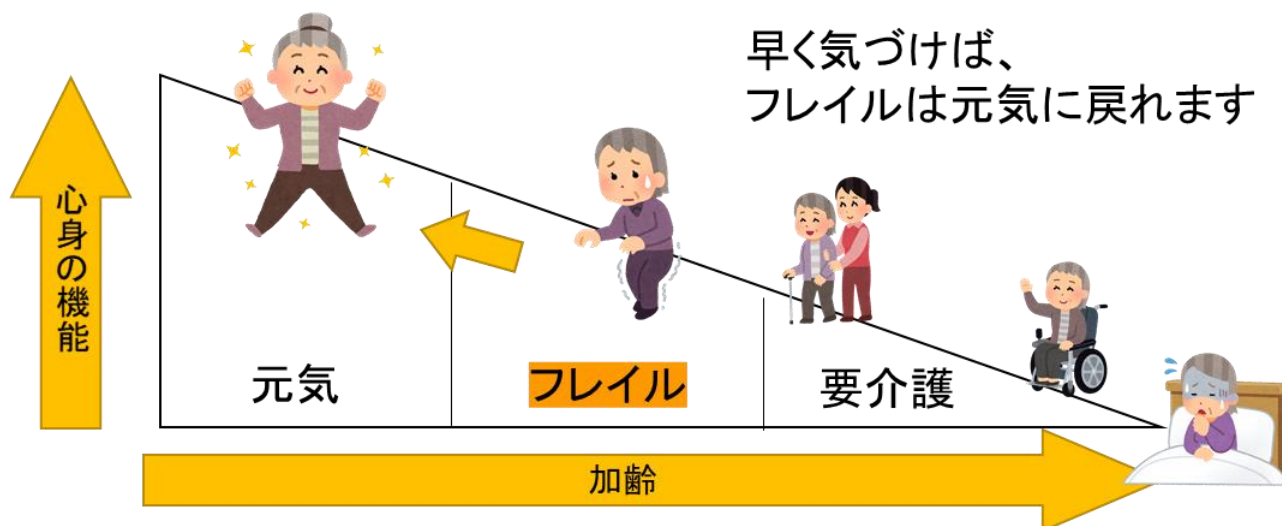 早く気づけば、
フレイルは元気に戻れます
心身の機能
元気
フレイル
要介護
加齢